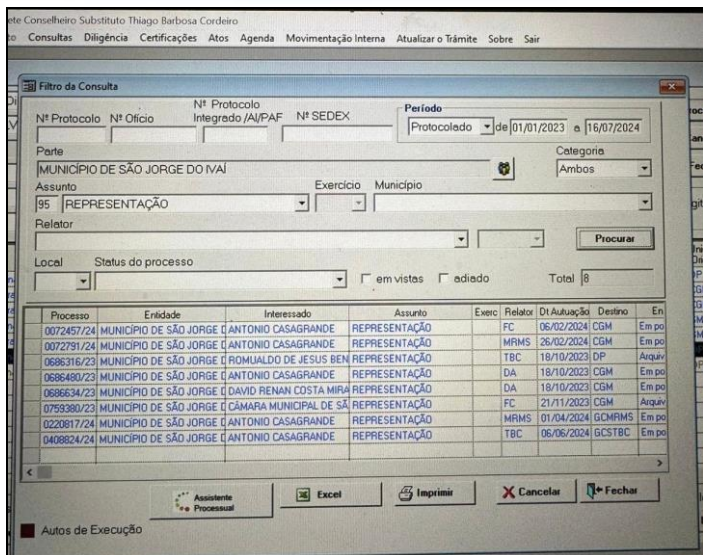 ete Conselheiro Substituto Thiago Barbosa Cordeiro
to Consultas Diligência Certificações Atos Agenda Movimentação Interna Atualizar o Trâmite Sobre Sair
Filtro da Consulta
Nº Protocolo Nº Ofício Nº Protocolo Integrado /AI/PAF Nº SEDEX Período
Protocolado de 01/01/2023 a 16/07/2024
Parte Categoria
MUNICÍPIO DE SÃO JORGE DO IVAÍ Ambos
Assunto Exercício Município
95 REPRESENTAÇÃO
Relator
Procurar
Local Status do processo
em vistas adiado Total 8
Processo Entidade Interessado Assunto Exerc Relator Dt Autuação Destino En
0072457/24 MUNICÍPIO DE SÃO JORGE D ANTONIO CASAGRANDE REPRESENTAÇÃO FC 06/02/2024 CGM Em po
0072791/24 MUNICÍPIO DE SÃO JORGE D ANTONIO CASAGRANDE REPRESENTAÇÃO MRMS 26/02/2024 CGM Em po
0686316/23 MUNICÍPIO DE SÃO JORGE D ROMUALDO DE JESUS BEN REPRESENTAÇÃO TBC 18/10/2023 DP Arquiv
0686480/23 MUNICÍPIO DE SÃO JORGE D ANTONIO CASAGRANDE REPRESENTAÇÃO DA 18/10/2023 CGM Em po
0686634/23 MUNICÍPIO DE SÃO JORGE D DAVID RENAN COSTA MIRA REPRESENTAÇÃO DA 18/10/2023 CGM Em po
0759380/23 MUNICÍPIO DE SÃO JORGE D CÂMARA MUNICIPAL DE SÃ REPRESENTAÇÃO FC 21/11/2023 CGM Arquiv
0220817/24 MUNICÍPIO DE SÃO JORGE D ANTONIO CASAGRANDE REPRESENTAÇÃO MRMS 01/04/2024 GCMRMS Em po
0408824/24 MUNICÍPIO DE SÃO JORGE D ANTONIO CASAGRANDE REPRESENTAÇÃO TBC 06/06/2024 GCSTBC Em po
Assistente Processual Excel Imprimir Cancelar Fechar
Autos de Execução